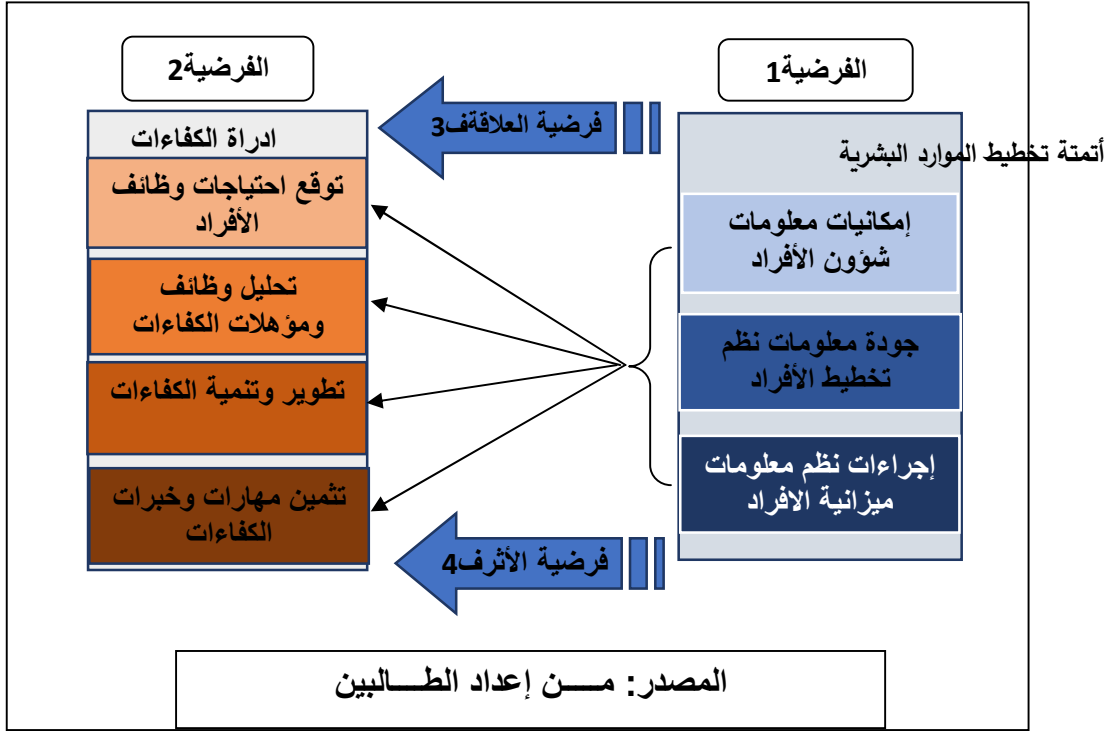 الفرضية1
الفرضية2
فرضية العلاقةف3
أتمتة تخطيط الموارد البشرية
إمكانيات معلومات
شؤون الأفراد
جودة معلومات نظم
تخطيط الأفراد
إجراءات نظم معلومات
ميزانية الافراد
ادراة الكفاءات
توقع احتياجات وظائف
الأفراد
تحليل وظائف
ومؤهلات الكفاءات
تطوير وتنمية الكفاءات
تثمين مهارات وخبرات
الكفاءات
فرضية الأثرف4
المصدر: مـــن إعداد الطـــالبين